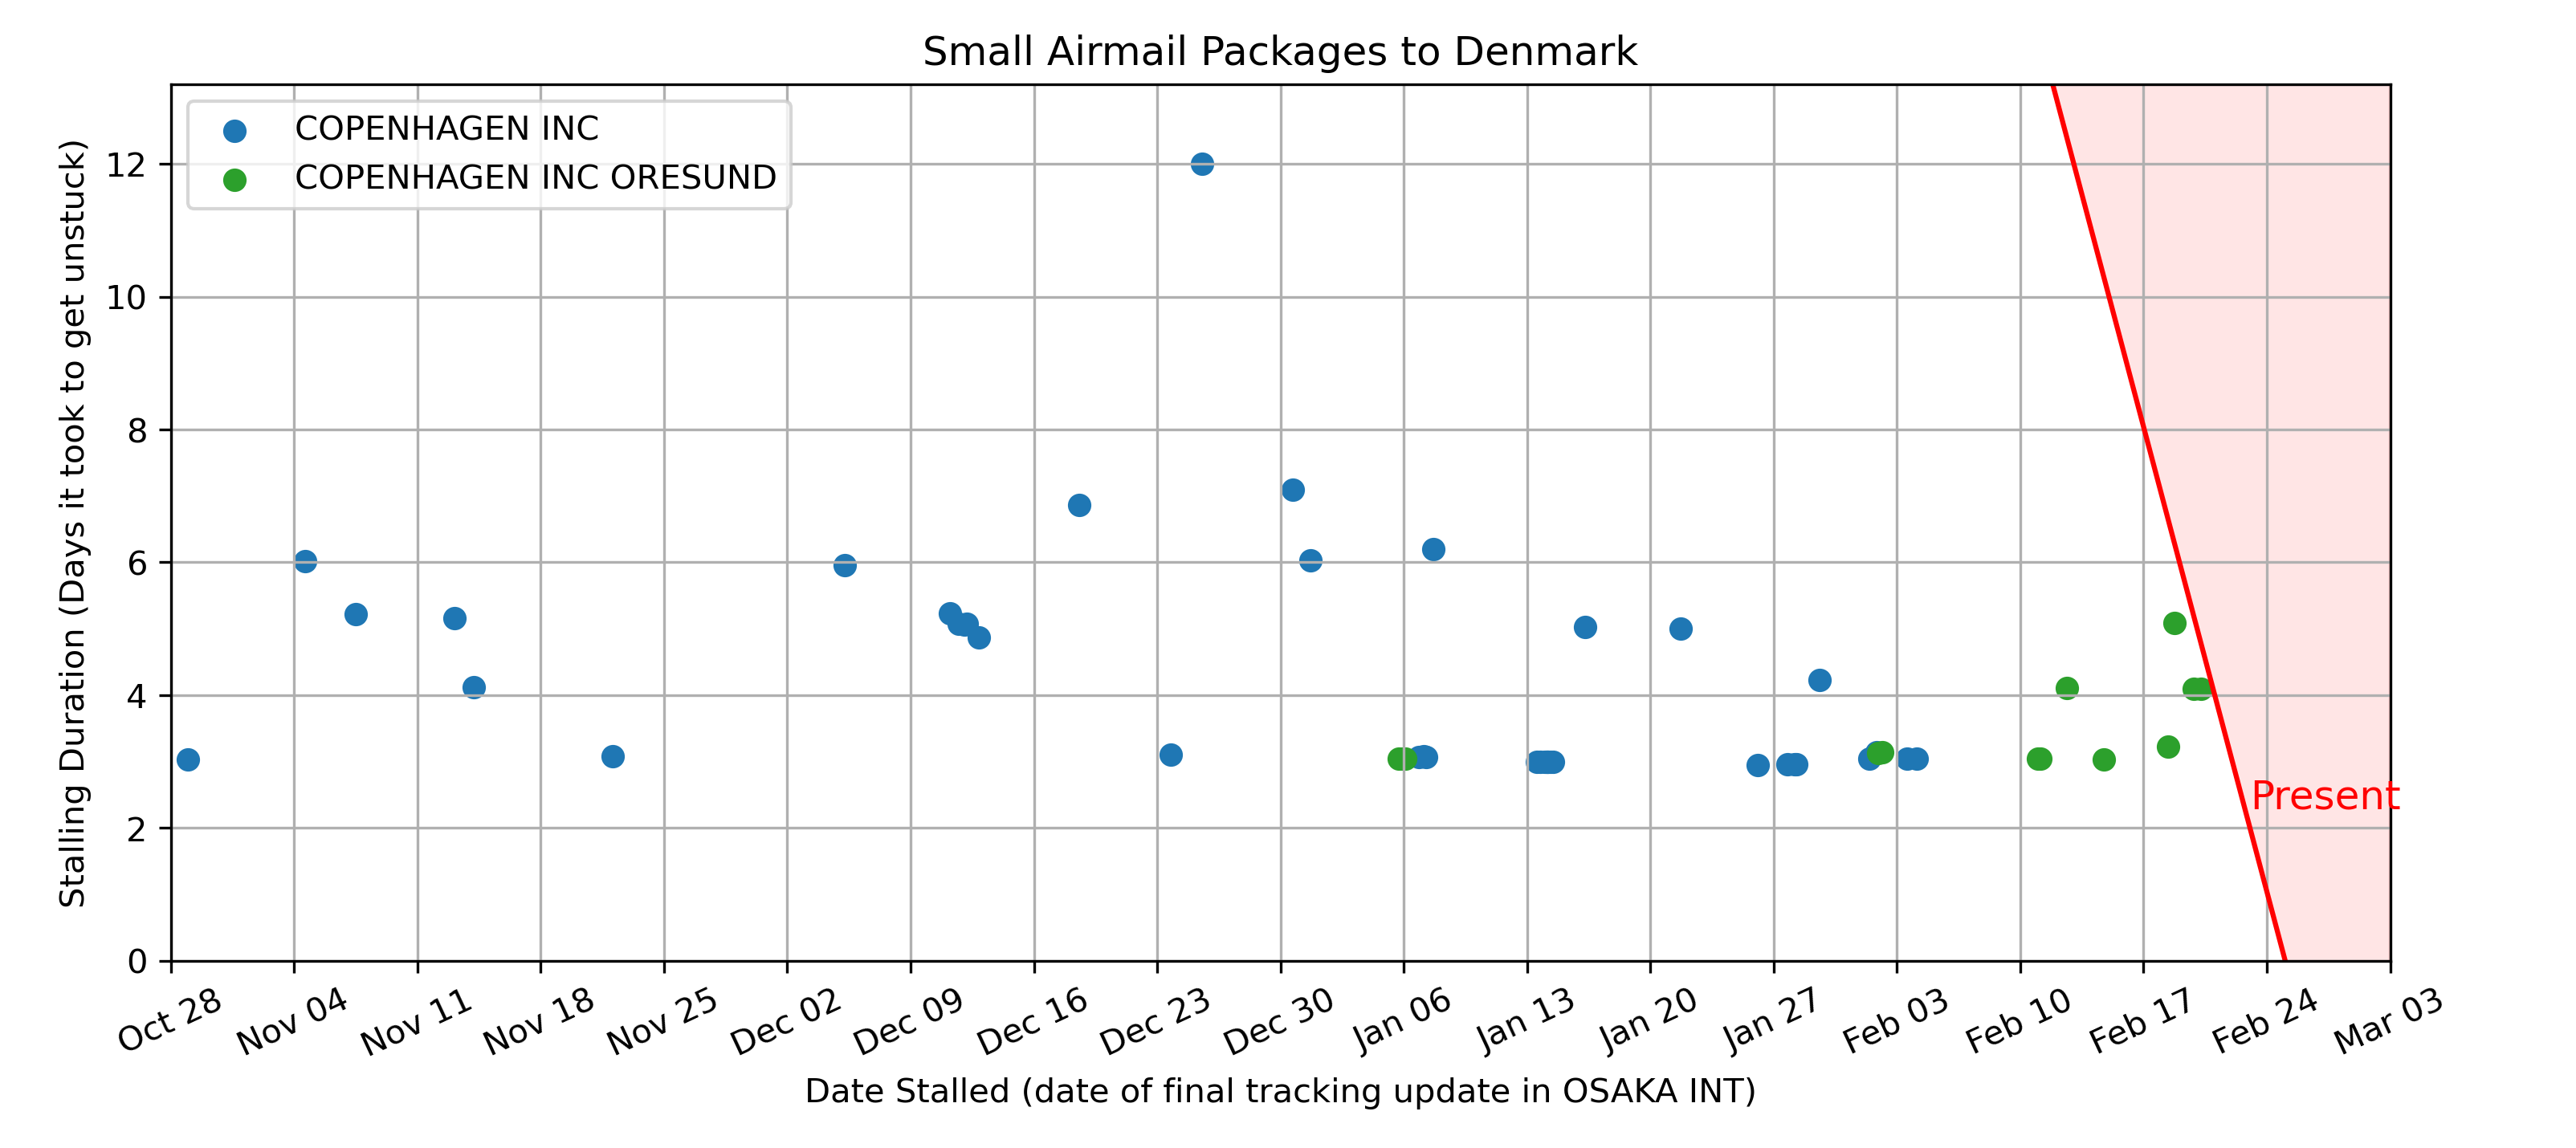 Small Airmail Packages to Denmark
COPENHAGEN INC
COPENHAGEN INC ORESUND
Stalling Duration (Days it took to get unstuck)
12
10
8
6
4
2
0
Present
Oct 28
Nov 04
Nov 11
Nov 18
Nov 25
Dec 02
Dec 09
Dec 16
Dec 23
Dec 30
Jan 06
Jan 13
Jan 20
Jan 27
Feb 03
Feb 10
Feb 17
Feb 24
Mar 03
Date Stalled (date of final tracking update in OSAKA INT)